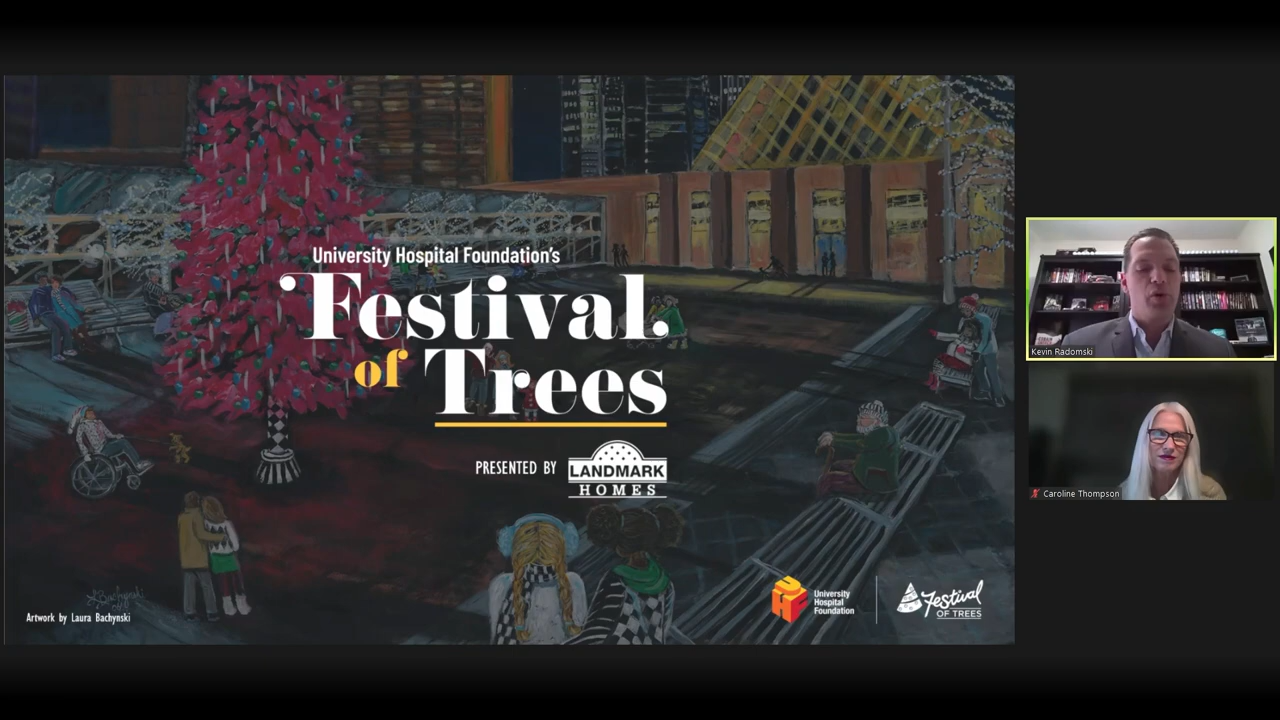 University Hospital Foundation's
Festival
of Trees
PRESENTED BY
LANDMARK
HOMES
Artwork by Laura Bachynski
University
Hospital
Foundation
Festival
OF TREES
Kevin Radomski
Caroline Thompson